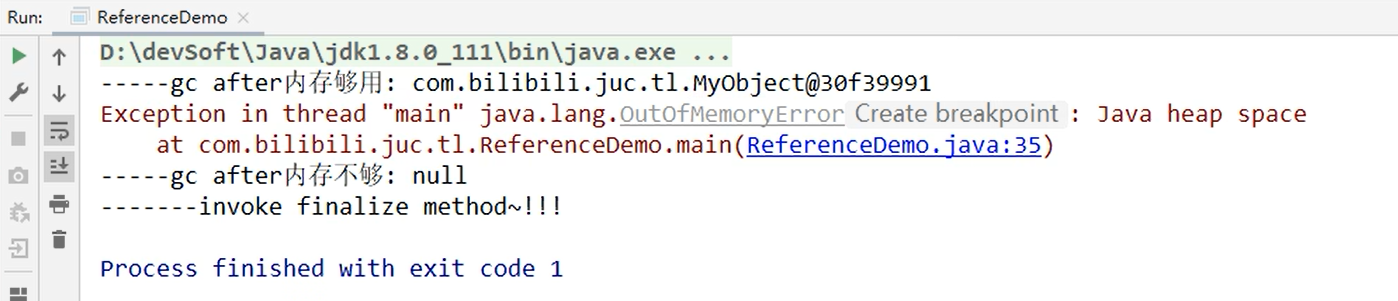 Run: ReferenceDemo ×
D:\devSoft\Java\jdk1.8.0_111\bin\java.exe ...
-----gc after内存够用: com.bilibili.juc.tl.MyObject@30f39991
Exception in thread "main" java.lang.OutOfMemoryError Create breakpoint : Java heap space
at com.bilibili.juc.tl.ReferenceDemo.main(ReferenceDemo.java:35)
-----gc after内存不够: null
-------invoke finalize method~!!!
Process finished with exit code 1